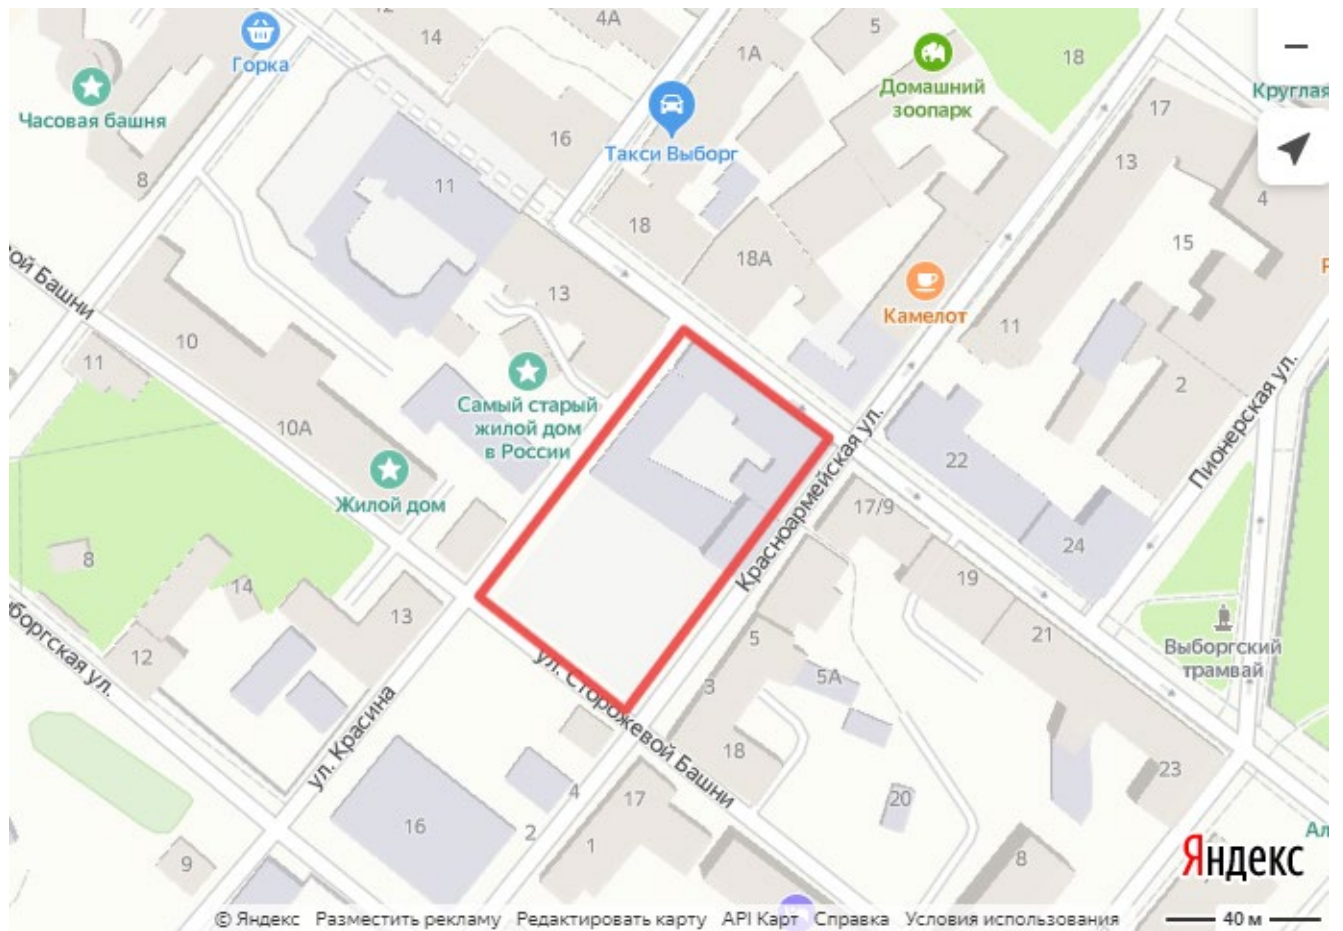 12
14
4А
1А
5
18
Горка
Домашний
зоопарк
Круглая
Часовая башня
17
16
Такси Выборг
13
8
11
4
18
18А
15
ой Башни
13
Камелот
11
10
11
Самый старый
жилой дом
в России
2
Пионерская ул.
10А
Красноармейская ул.
22
Жилой дом
17/9
24
8
14
19
13
21
Выборгский
трамвай
12
боргская ул.
5
5А
3
ул. Сторожевой Башни
ул. Красина
18
23
4
17
20
16
2
1
9
8
Ал
Яндекс
© Яндекс Разместить рекламу Редактировать карту API Карт Справка Условия использования
40 м